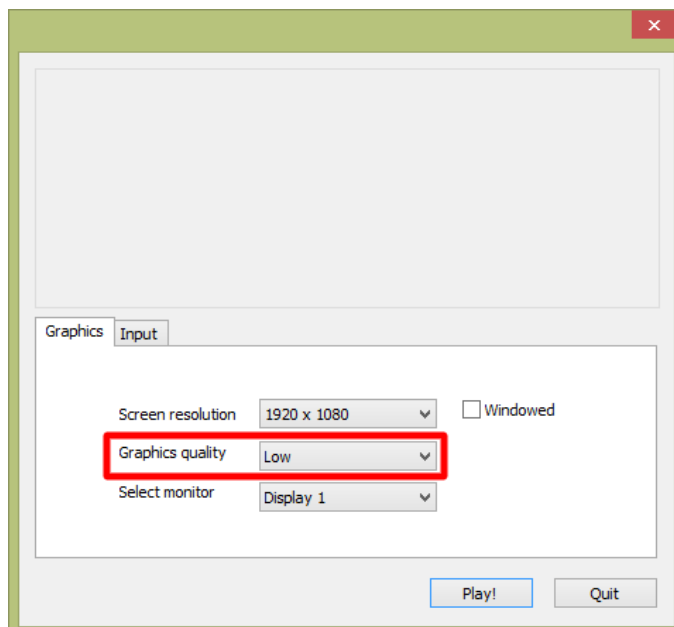 Graphics Input
Screen resolution 1920 x 1080 Windowed
Graphics quality Low
Select monitor Display 1
Play! Quit